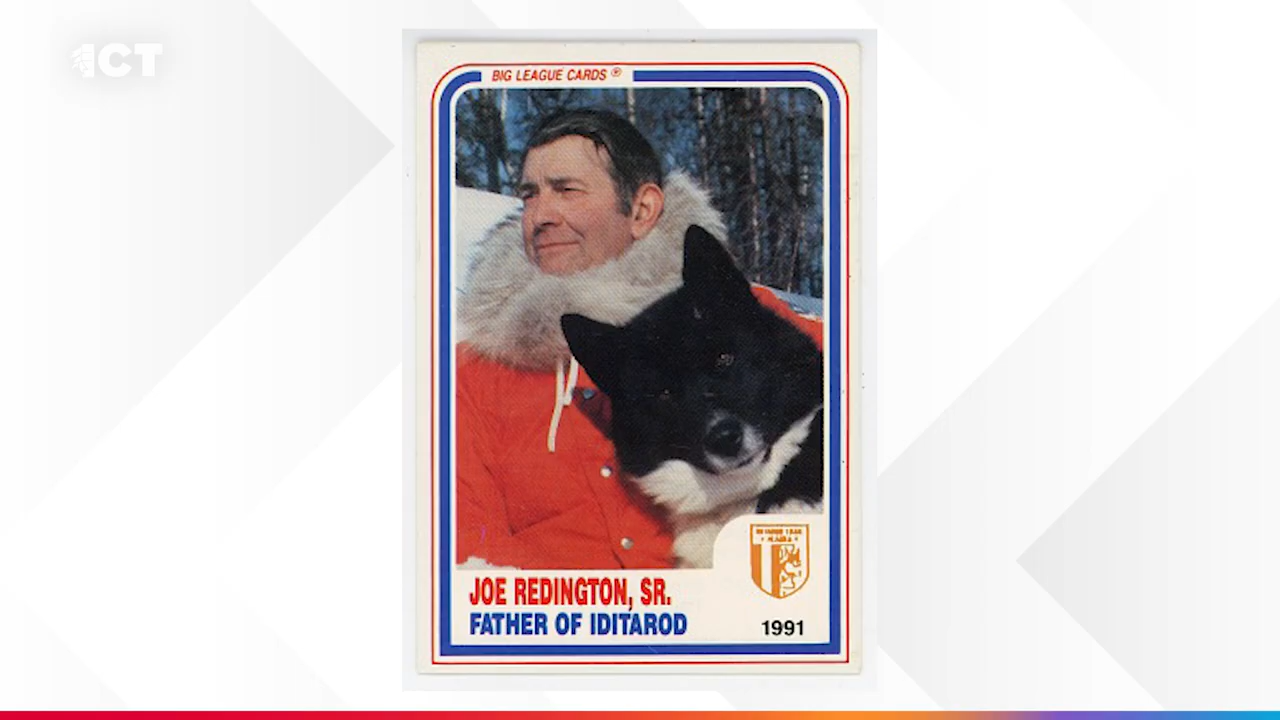 ICT
BIG LEAGUE CARDS ®
JOE REDINGTON, SR.
FATHER OF IDITAROD
1991